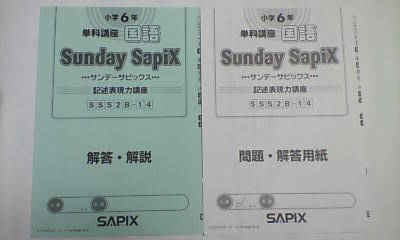 小学6年
単科講座 国語
Sunday SapiX
•••サンデーサピックス•••
記述表現力講座
SSS2B-14
解答・解説
SAPIX
小学6年
単科講座 国語
Sunday SapiX
•••サンデーサピックス•••
記述表現力講座
SSS2B-14
問題・解答用紙
SAPIX